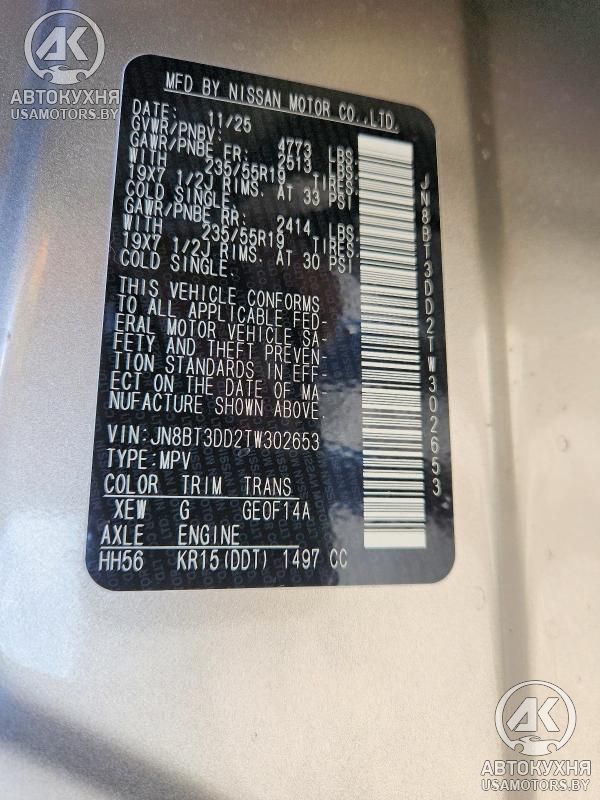 AK
АВТОКУХНЯ
USAMOTORS.BY
MFD BY NISSAN MOTOR CO.,LTD.
DATE: 11/25
GVWR/PNBV: 4773 LBS
GAWR/PNBE FR: 2513 LBS
WITH 235/55R19 TIRES.
19X7 1/2J RIMS. AT 33 PSI
COLD SINGLE.
GAWR/PNBE RR: 2414 LBS
WITH 235/55R19 TIRES.
19X7 1/2J RIMS. AT 30 PSI
COLD SINGLE.
THIS VEHICLE CONFORMS
TO ALL APPLICABLE FED-
ERAL MOTOR VEHICLE SA-
FETY AND THEFT PREVEN-
TION STANDARDS IN EFF-
ECT ON THE DATE OF MA-
NUFACTURE SHOWN ABOVE.
VIN:JN8BT3DD2TW302653
TYPE:MPV
COLOR TRIM TRANS
XEW G GE0F14A
AXLE ENGINE
HH56 KR15(DDT) 1497 CC
JN8BT3DD2TW302653
AK
АВТОКУХНЯ
USAMOTORS.BY